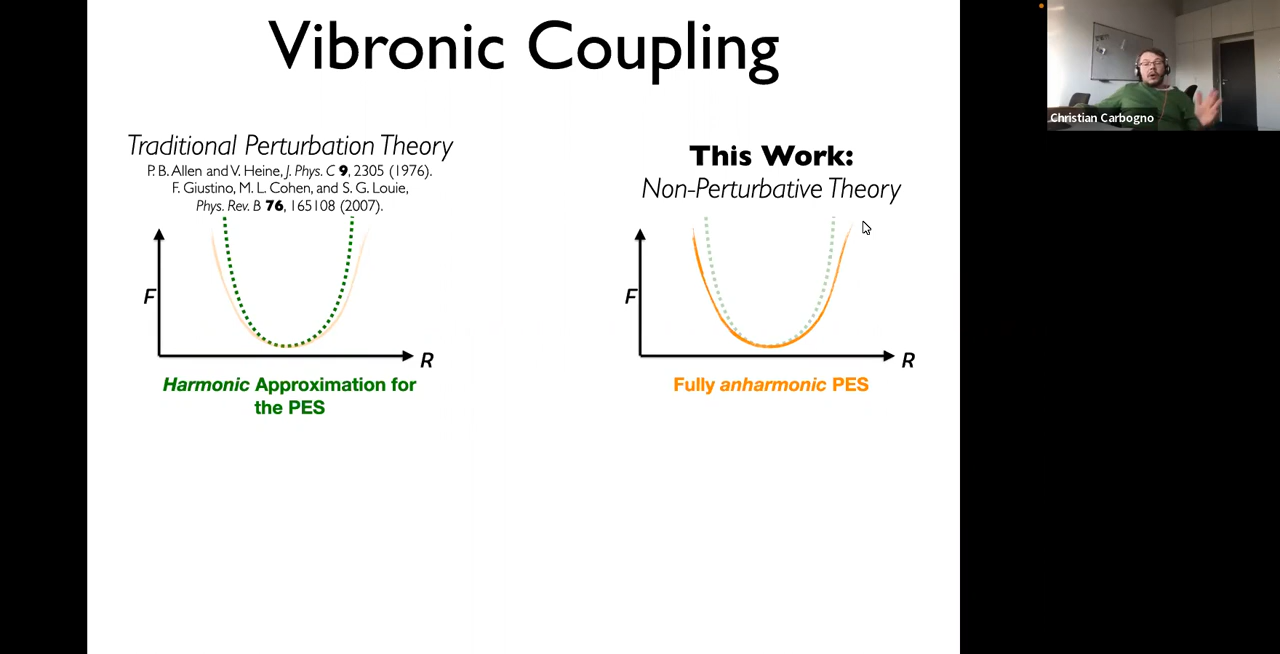 Vibronic Coupling
Traditional Perturbation Theory
P. B. Allen and V. Heine, J. Phys. C 9, 2305 (1976).
F. Giustino, M. L. Cohen, and S. G. Louie,
Phys. Rev. B 76, 165108 (2007).
F
R
Harmonic Approximation for
the PES
This Work:
Non-Perturbative Theory
F
R
Fully anharmonic PES
Christian Carbogno